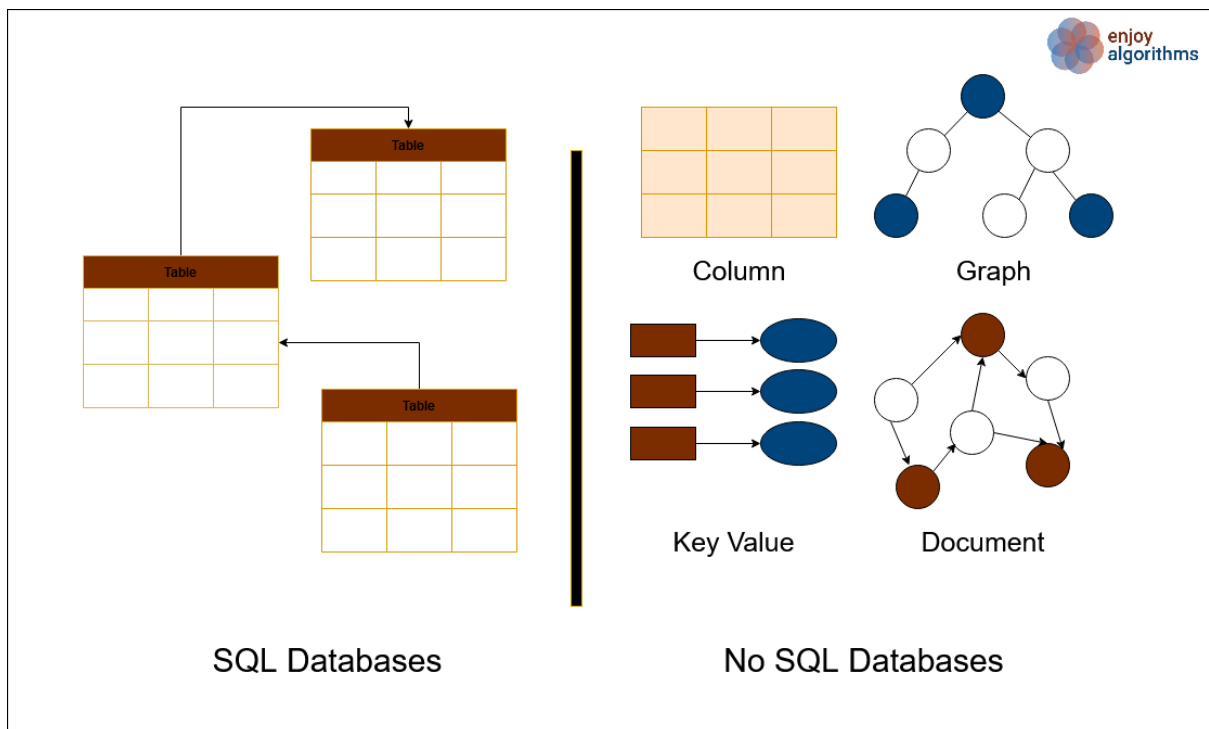 enjoy
algorithms
Table
Table
Table
Column
Graph
Key Value
Document
SQL Databases
No SQL Databases